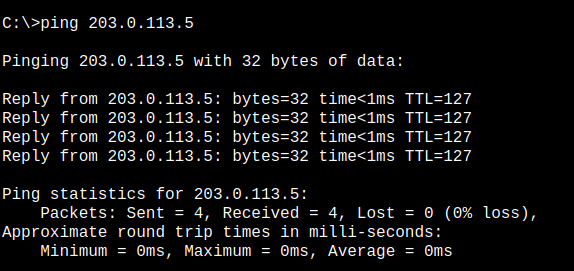 C:\>ping 203.0.113.5
Pinging 203.0.113.5 with 32 bytes of data:
Reply from 203.0.113.5: bytes=32 time<1ms TTL=127
Reply from 203.0.113.5: bytes=32 time<1ms TTL=127
Reply from 203.0.113.5: bytes=32 time<1ms TTL=127
Reply from 203.0.113.5: bytes=32 time<1ms TTL=127
Ping statistics for 203.0.113.5:
    Packets: Sent = 4, Received = 4, Lost = 0 (0% loss),
Approximate round trip times in milli-seconds:
    Minimum = 0ms, Maximum = 0ms, Average = 0ms